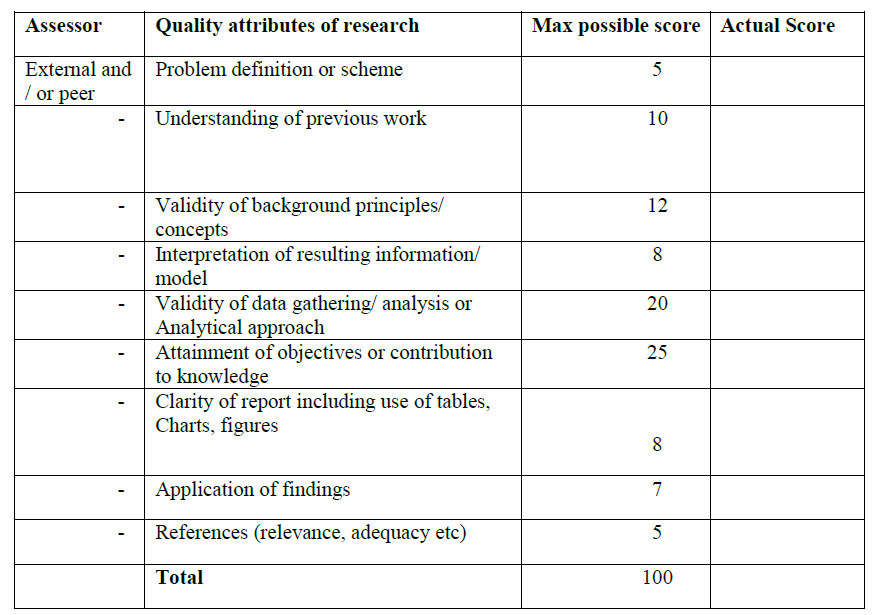 Assessor Quality attributes of research Max possible score Actual Score
External and Problem definition or scheme 5
/ or peer
- Understanding of previous work 10
- Validity of background principles/ 12
concepts
- Interpretation of resulting information/ 8
model
- Validity of data gathering/ analysis or 20
Analytical approach
- Attainment of objectives or contribution 25
to knowledge
- Clarity of report including use of tables,
Charts, figures
8
- Application of findings 7
- References (relevance, adequacy etc) 5
Total 100